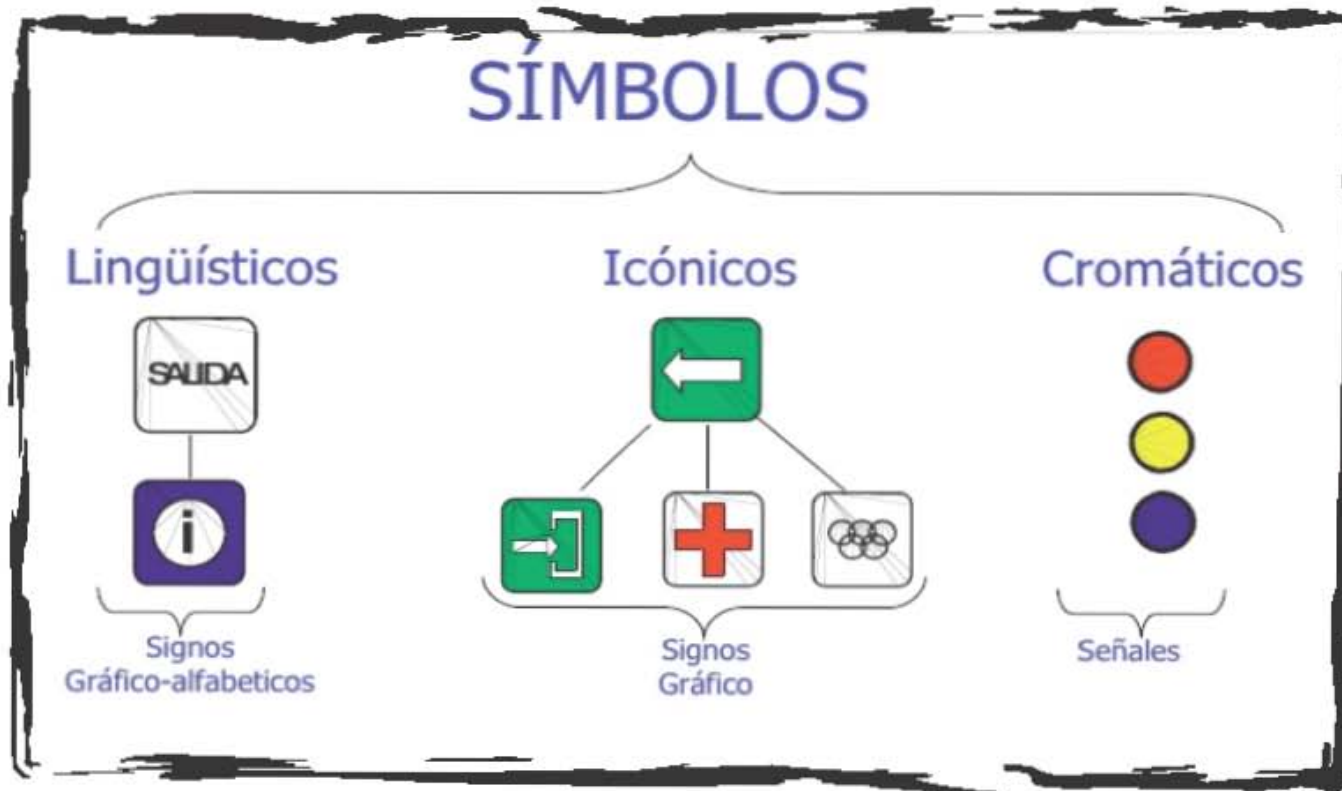 SÍMBOLOS
Lingüísticos
SALIDA
i
Signos
Gráfico-alfabeticos
Icónicos
Signos
Gráfico
Cromáticos
Señales